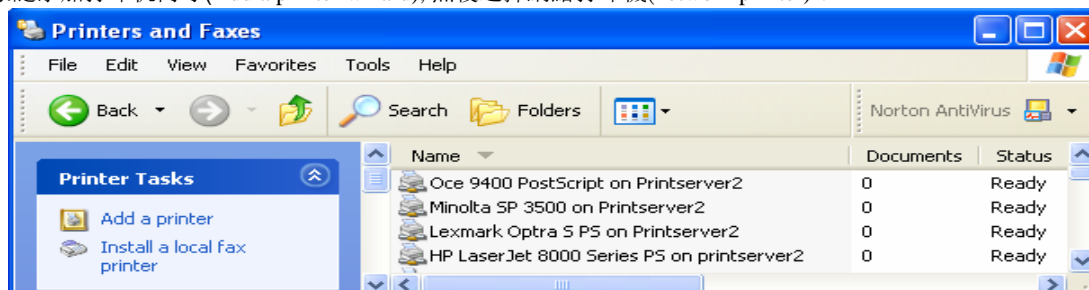 Printers and Faxes
File Edit View Favorites Tools Help
Back Search Folders Norton AntiVirus
Name Documents Status
Printer Tasks
Oce 9400 PostScript on Printserver2 0 Ready
Add a printer
Minolta SP 3500 on Printserver2 0 Ready
Install a local fax
printer
Lexmark Optra S PS on Printserver2 0 Ready
HP LaserJet 8000 Series PS on printserver2 0 Ready